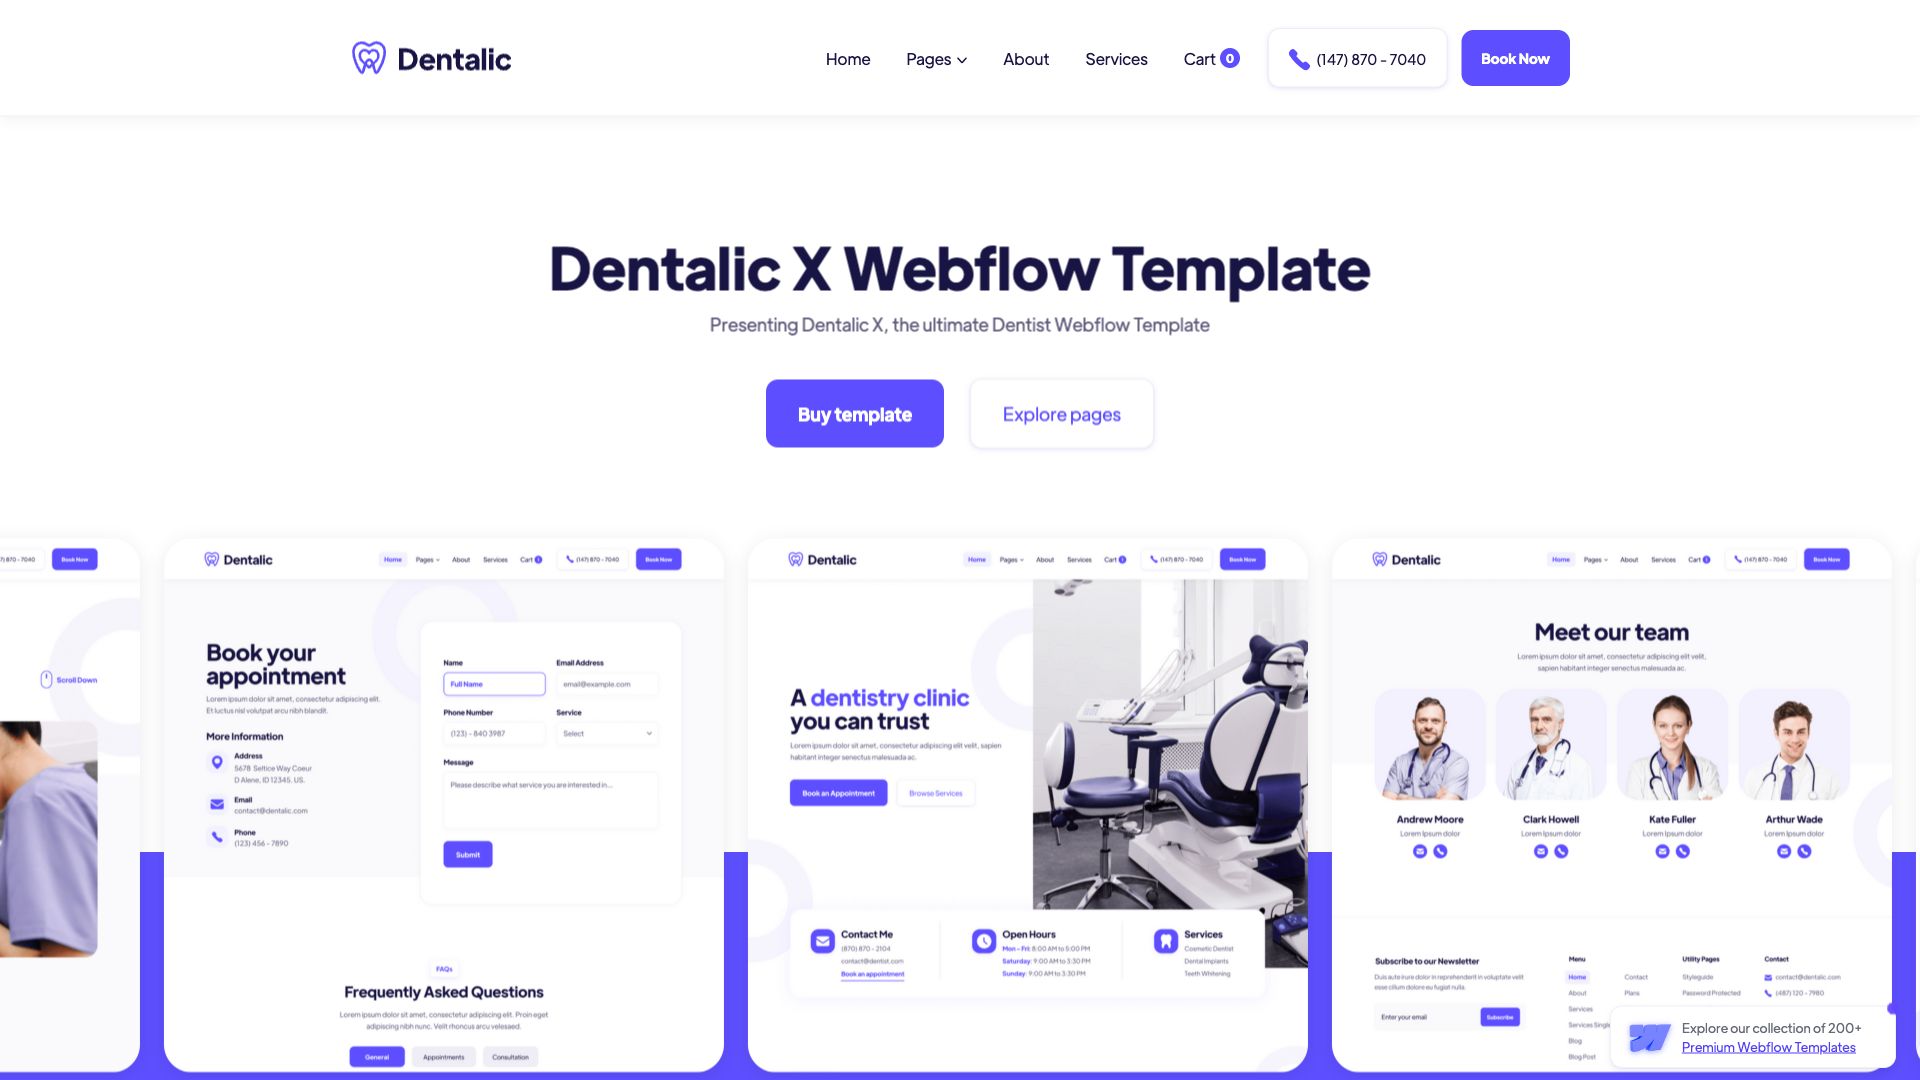 Dentalic
Home
Pages
About
Services
Cart 0
(147) 870 - 7040
Book Now
Dentalic X Webflow Template
Presenting Dentalic X, the ultimate Dentist Webflow Template
Buy template
Explore pages
870 - 7040
Book Now
Scroll Down
Dentalic
Home
Pages
About
Services
Cart
(147) 870 - 7040
Book Now
Book your
appointment
Lorem ipsum dolor sit amet, consectetur adipiscing elit.
Et luctus nisl volutpat arcu nibh blandit.
More Information
Address
5678 Seltice Way Coeur
D Alene, ID 12345. US.
Email
contact@dentalic.com
Phone
(123) 456 - 7890
Name
Full Name
Email Address
email@example.com
Phone Number
(123) - 840 3987
Service
Select
Message
Please describe what service you are interested in...
Submit
FAQs
Frequently Asked Questions
Lorem ipsum dolor sit amet, consectetur adipiscing elit. Proin eget
adipiscing nibh nunc. Velit rhoncus arcu velesaed.
General
Appointments
Consultation
Dentalic
Home
Pages
About
Services
Cart
(147) 870 - 7040
Book Now
A dentistry clinic
you can trust
Lorem ipsum dolor sit amet, consectetur adipiscing elit velit, sapien
habitant integer senectus malesuada ac.
Book an Appointment
Browse Services
Contact Me
(870) 870 - 2104
contact@dentist.com
Book an appointment
Open Hours
Mon - Fri: 8:00 AM to 5:00 PM
Saturday: 9:00 AM to 3:30 PM
Sunday: 9:00 AM to 3:30 PM
Services
Cosmetic Dentist
Dental Implants
Teeth Whitening
Dentalic
Home
Pages
About
Services
Cart
(147) 870 - 7040
Book Now
Meet our team
Lorem ipsum dolor sit amet, consectetur adipiscing elit velit,
sapien habitant integer senectus malesuada ac.
Andrew Moore
Lorem Ipsum dolor
Clark Howell
Lorem Ipsum dolor
Kate Fuller
Lorem Ipsum dolor
Arthur Wade
Lorem Ipsum dolor
Subscribe to our Newsletter
Duis aute irure dolor in reprehenderit in voluptate velit
esse cillum dolore eu fugiat nulla.
Enter your email
Subscribe
Menu
Home
About
Services
Services Single
Blog
Blog Post
Contact
Plans
Utility Pages
Styleguide
Password Protected
Contact
contact@dentalic.com
(487) 120 - 7980
Explore our collection of 200+
Premium Webflow Templates